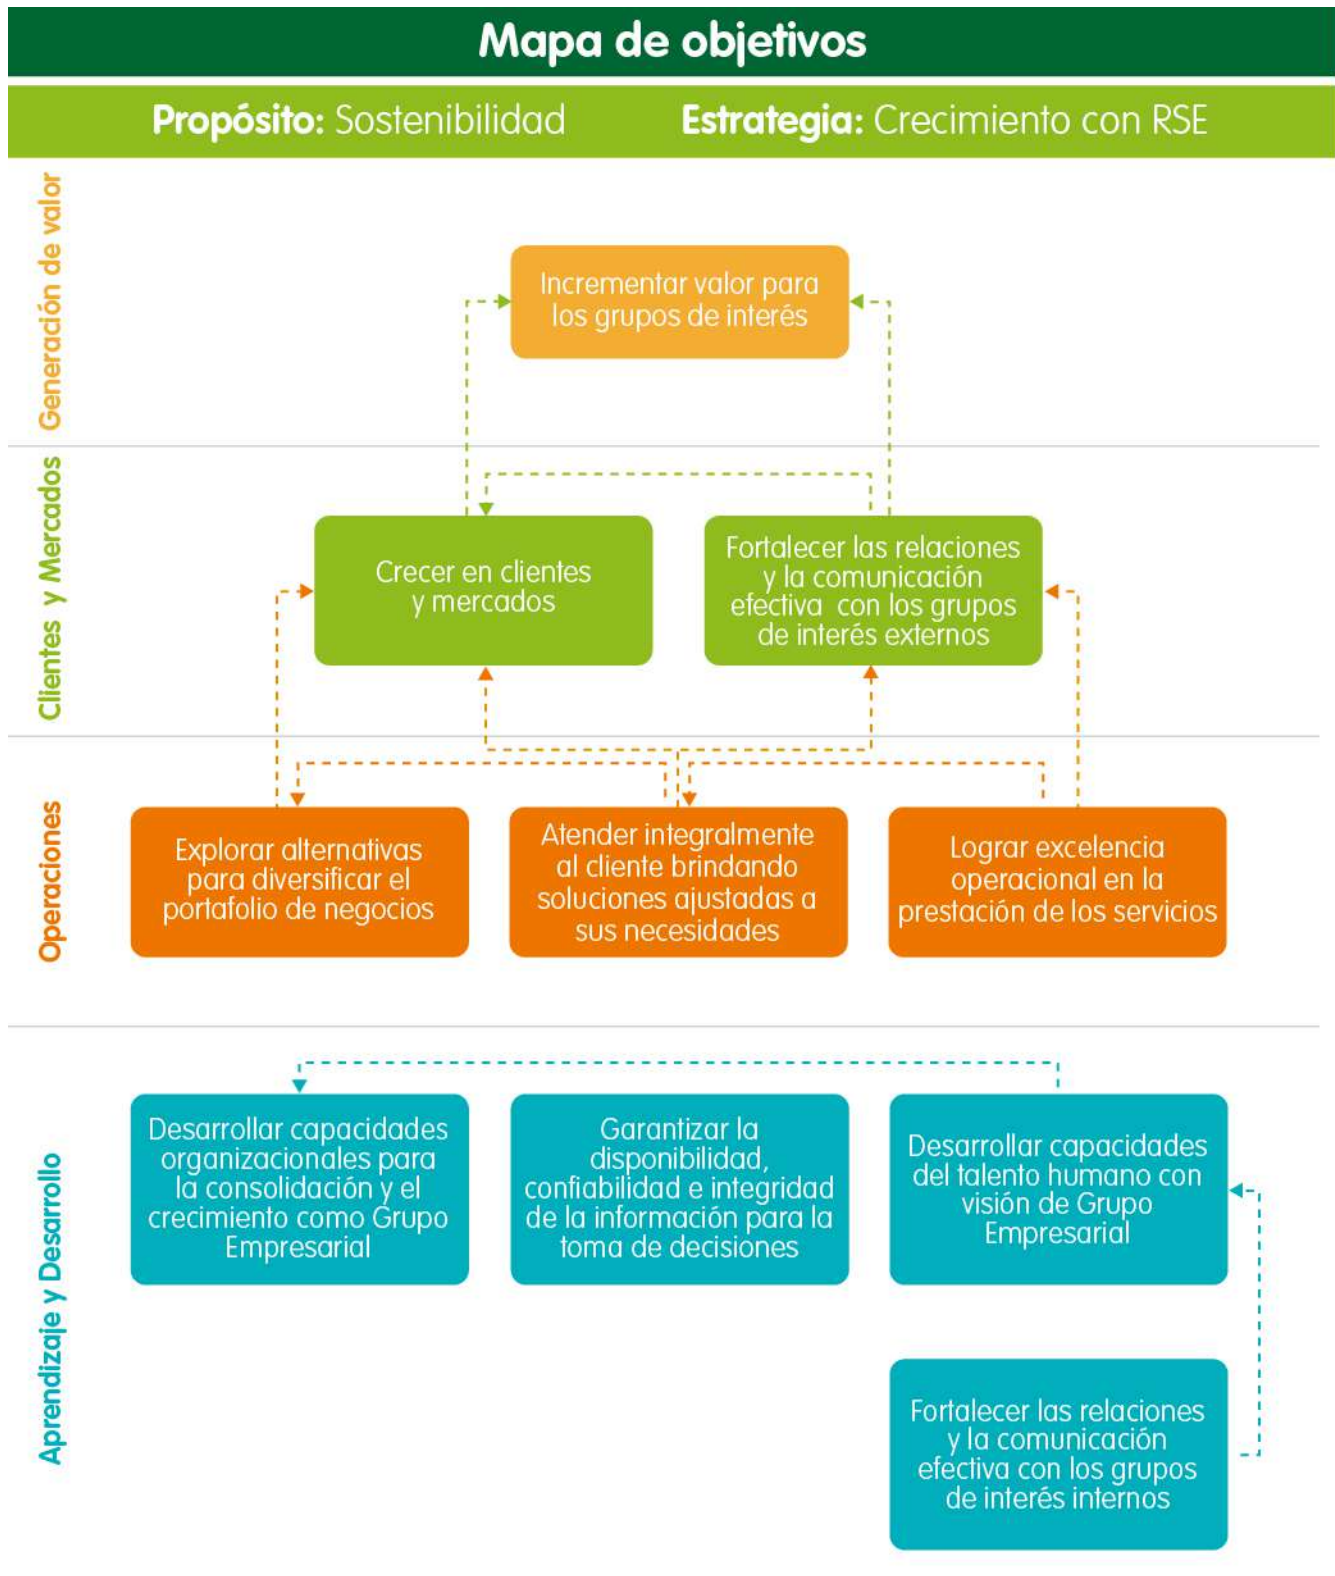 Mapa de objetivos
Propósito: Sostenibilidad
Estrategia: Crecimiento con RSE
Generación de valor
Incrementar valor para
los grupos de interés
Clientes y Mercados
Crecer en clientes
y mercados
Fortalecer las relaciones
y la comunicación
efectiva con los grupos
de interés externos
Operaciones
Explorar alternativas
para diversificar el
portafolio de negocios
Atender integralmente
al cliente brindando
soluciones ajustadas a
sus necesidades
Lograr excelencia
operacional en la
prestación de los servicios
Aprendizaje y Desarrollo
Desarrollar capacidades
organizacionales para
la consolidación y el
crecimiento como Grupo
Empresarial
Garantizar la
disponibilidad,
confiabilidad e integridad
de la información para la
toma de decisiones
Desarrollar capacidades
del talento humano con
visión de Grupo
Empresarial
Fortalecer las relaciones
y la comunicación
efectiva con los grupos
de interés internos